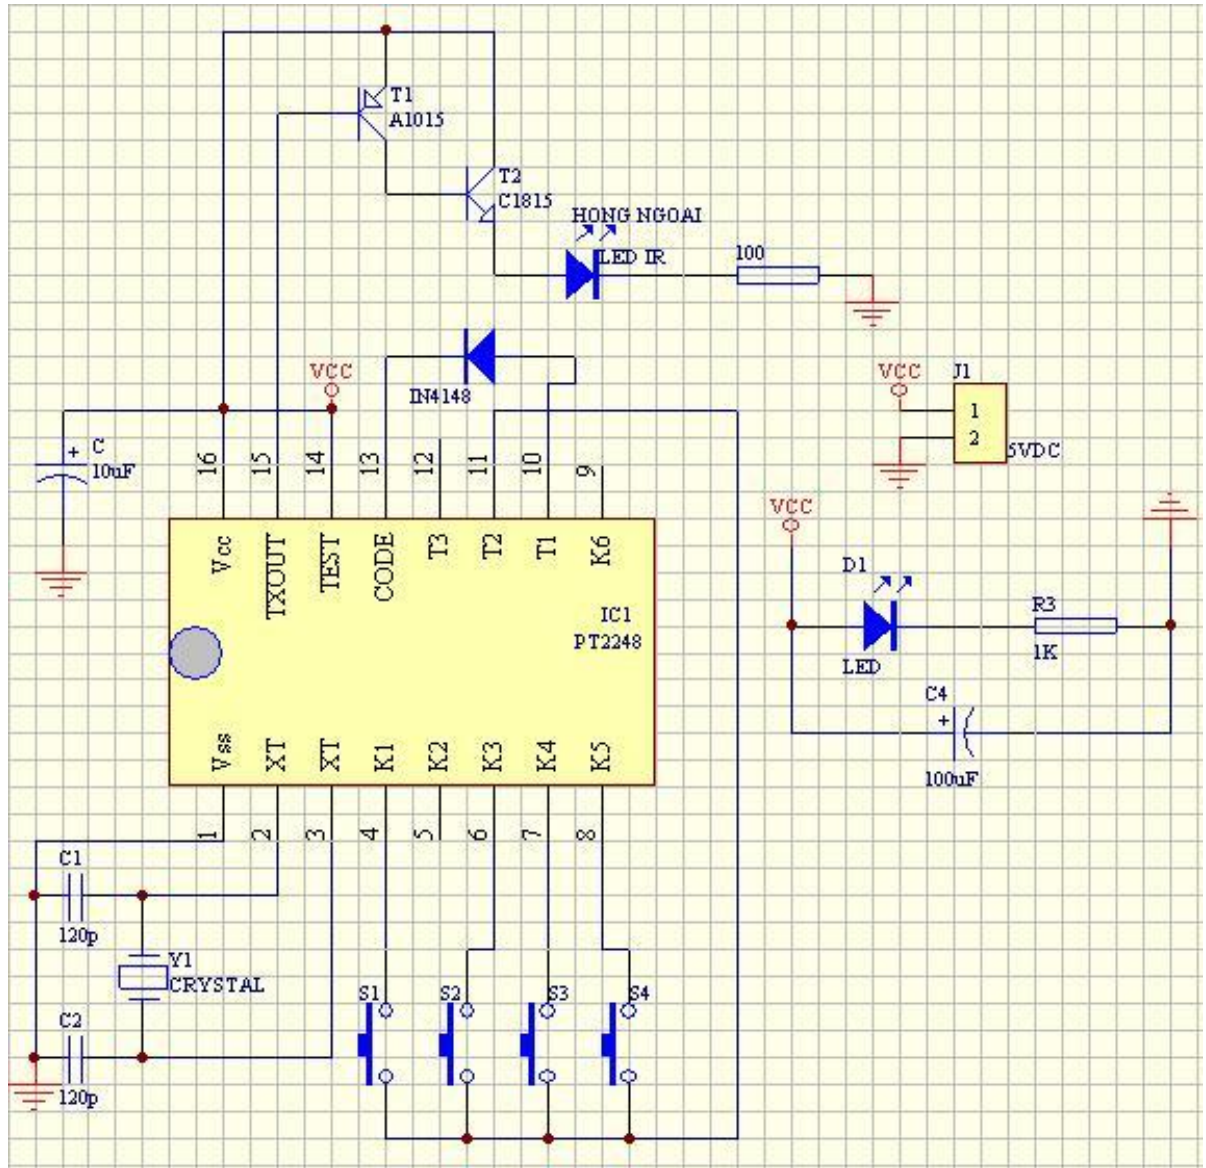 T1
A1015
T2
C1815
HONG NGOAI
LED IR
100
VCC
IN4148
VCC
J1
1
2
5VDC
C
+
10uF
16
15
14
13
12
11
10
9
Vcc
TXOUT
TEST
CODE
T3
T2
T1
K6
IC1
PT2248
Vss
XT
XT
K1
K2
K3
K4
K5
1
2
3
4
5
6
7
8
VCC
D1
LED
R3
1K
C4
+
100uF
C1
120p
Y1
CRYSTAL
C2
120p
S1
S2
S3
S4